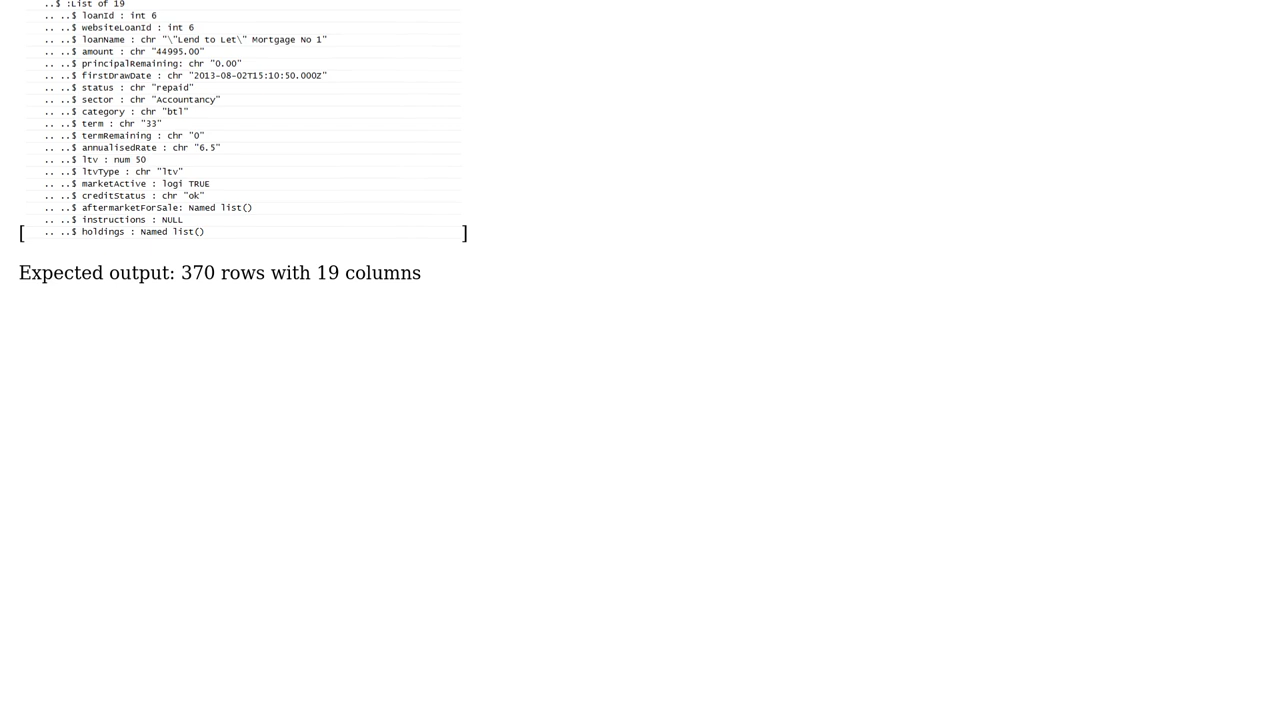 ..$ :List of 19
.. ..$ loanId : int 6
.. ..$ websiteLoanId : int 6
.. ..$ loanName : chr "\"Lend to Let\" Mortgage No 1"
.. ..$ amount : chr "44995.00"
.. ..$ principalRemaining: chr "0.00"
.. ..$ firstDrawDate : chr "2013-08-02T15:10:50.000Z"
.. ..$ status : chr "repaid"
.. ..$ sector : chr "Accountancy"
.. ..$ category : chr "btl"
.. ..$ term : chr "33"
.. ..$ termRemaining : chr "0"
.. ..$ annualisedRate : chr "6.5"
.. ..$ ltv : num 50
.. ..$ ltvType : chr "ltv"
.. ..$ marketActive : logi TRUE
.. ..$ creditStatus : chr "ok"
.. ..$ aftermarketForSale: Named list()
.. ..$ instructions : NULL
[ .. ..$ holdings : Named list() ]
Expected output: 370 rows with 19 columns